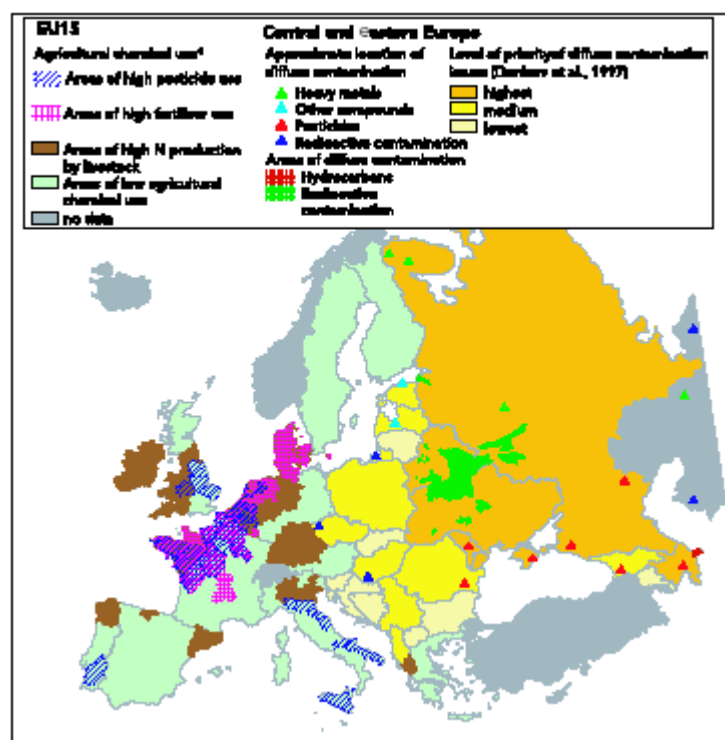 EU15
Agricultural chemical use*
Areas of high pesticide use
Areas of high fertiliser use
Areas of high N production
by livestock
Areas of low agricultural
chemical use
no data
Central and eastern Europe
Approximate location of
diffuse contamination
Heavy metals
Other compounds
Pesticides
Radioactive contamination
Areas of diffuse contamination
Hydrocarbons
Radioactive
contamination
Level of priority of diffuse contamination
issues (Denkers et al., 1997)
highest
medium
lowest